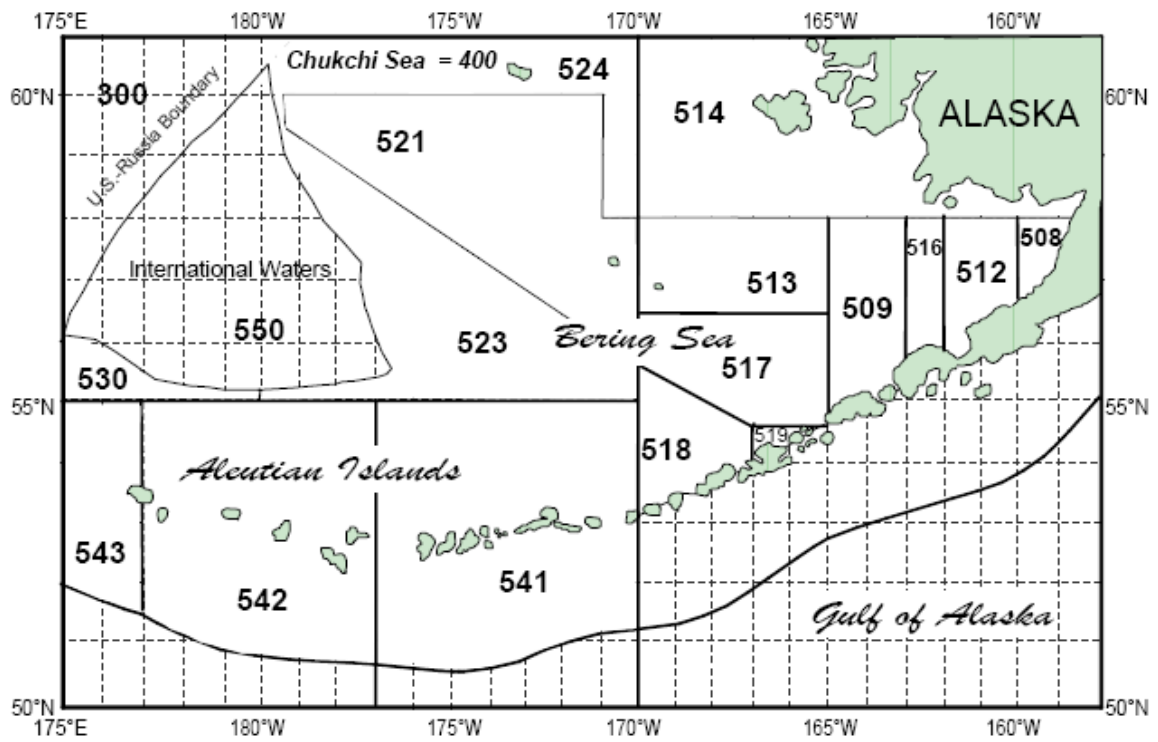 175°E 180°W 175°W 170°W 165°W 160°W
Chukchi Sea = 400
524
60°N
300
514
ALASKA
60°N
U.S.-Russia Boundary
521
508
516
International Waters
513
512
509
550
523
Bering Sea
517
530
55°N
55°N
519
518
Aleutian Islands
543
542
541
Gulf of Alaska
50°N
50°N
175°E 180°W 175°W 170°W 165°W 160°W